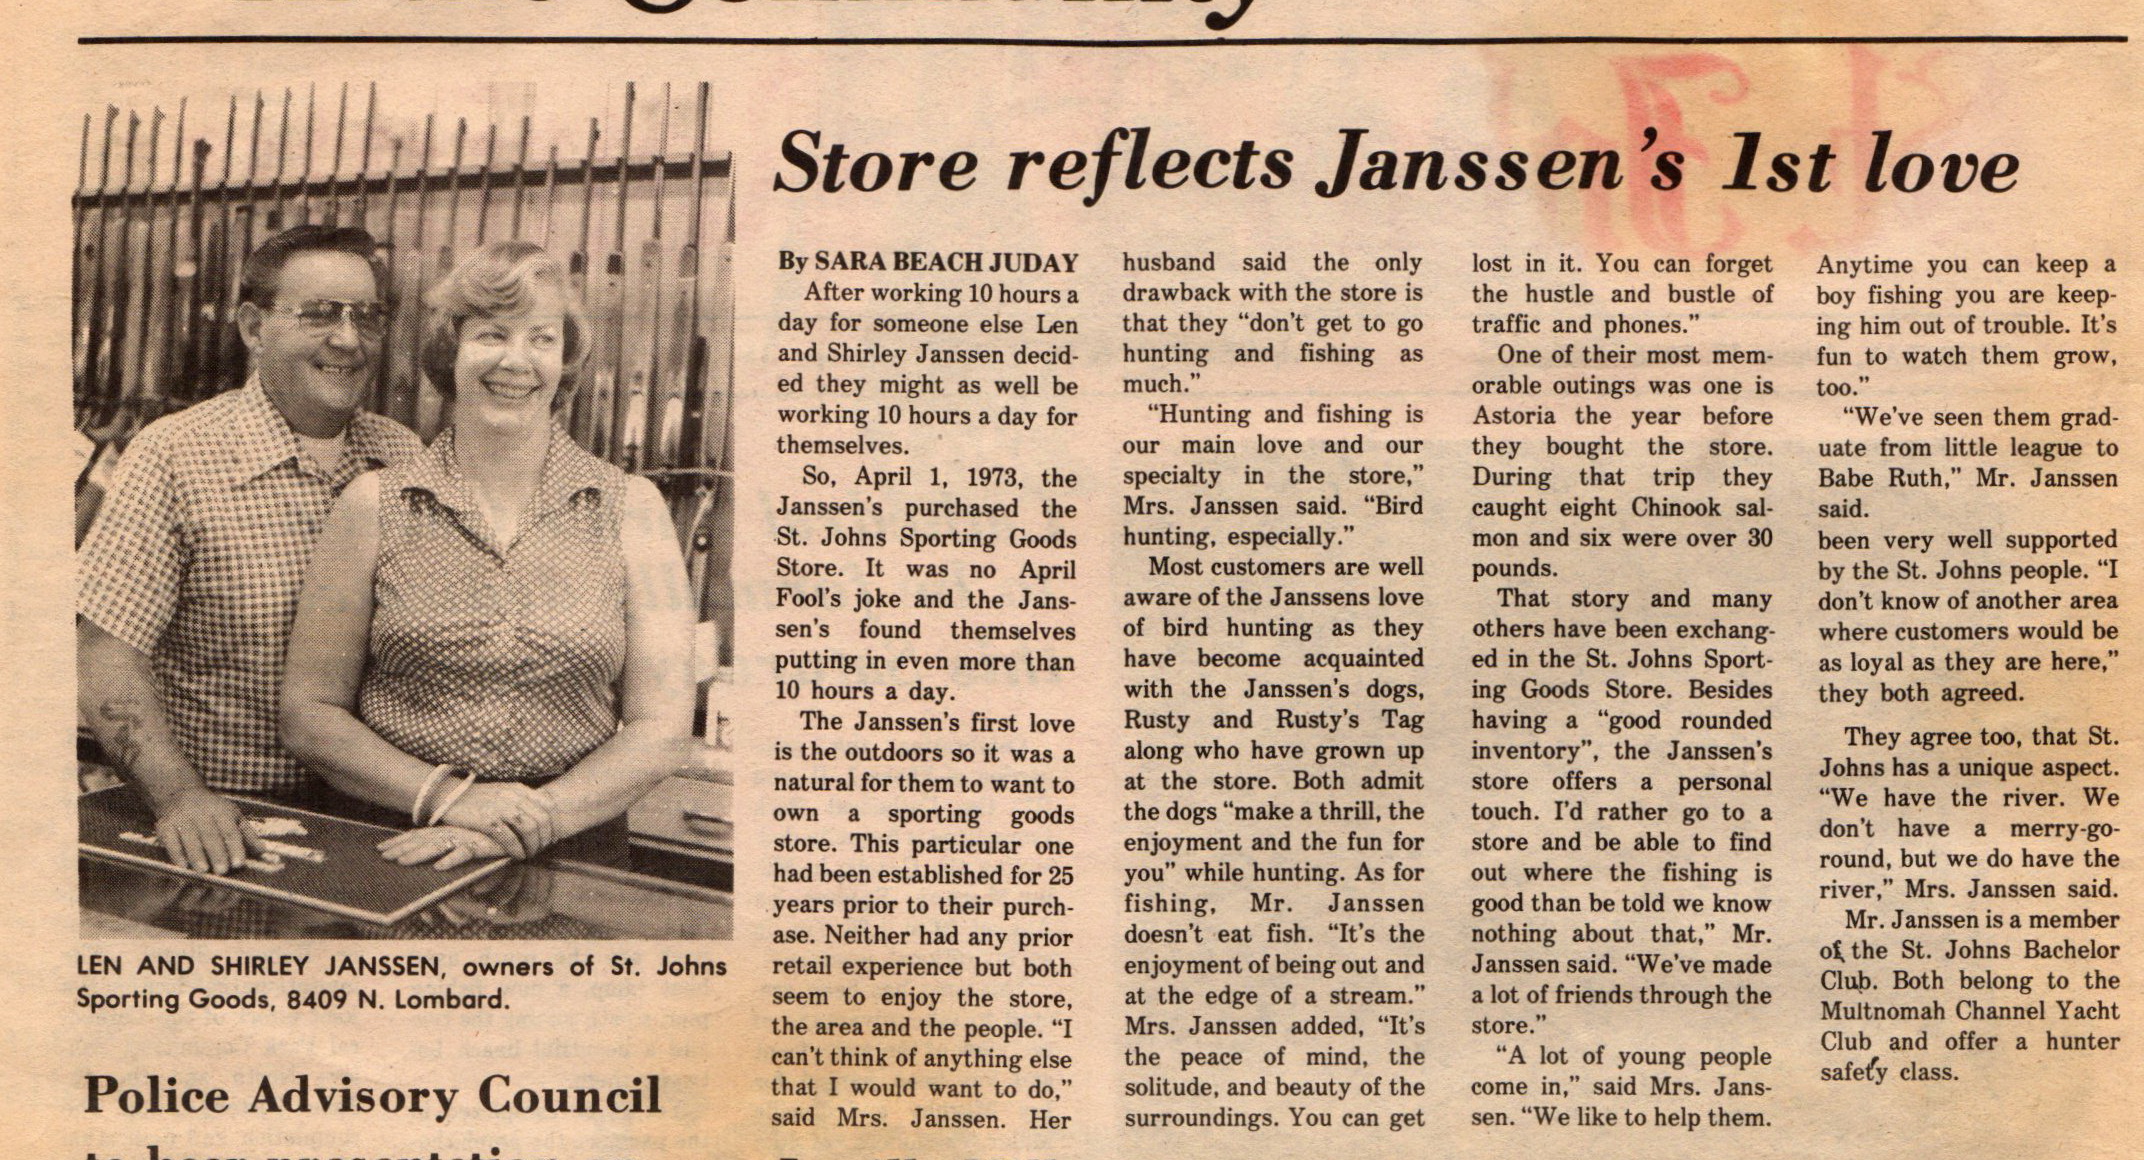 Community
Store reflects Janssen's 1st love
By SARA BEACH JUDAY
After working 10 hours a
day for someone else Len
and Shirley Janssen decid-
ed they might as well be
working 10 hours a day for
themselves.
So, April 1, 1973, the
Janssen's purchased the
St. Johns Sporting Goods
Store. It was no April
Fool's joke and the Jans-
sen's found themselves
putting in even more than
10 hours a day.
The Janssen's first love
is the outdoors so it was a
natural for them to want to
own a sporting goods
store. This particular one
had been established for 25
years prior to their purch-
ase. Neither had any prior
retail experience but both
seem to enjoy the store,
the area and the people. “I
can't think of anything else
that I would want to do,”
said Mrs. Janssen. Her
husband said the only
drawback with the store is
that they “don't get to go
hunting and fishing as
much.”
“Hunting and fishing is
our main love and our
specialty in the store,”
Mrs. Janssen said. “Bird
hunting, especially.”
Most customers are well
aware of the Janssens love
of bird hunting as they
have become acquainted
with the Janssen's dogs,
Rusty and Rusty's Tag
along who have grown up
at the store. Both admit
the dogs “make a thrill, the
enjoyment and the fun for
you” while hunting. As for
fishing, Mr. Janssen
doesn't eat fish. “It's the
enjoyment of being out and
at the edge of a stream.”
Mrs. Janssen added, “It's
the peace of mind, the
solitude, and beauty of the
surroundings. You can get
lost in it. You can forget
the hustle and bustle of
traffic and phones.”
One of their most mem-
orable outings was one is
Astoria the year before
they bought the store.
During that trip they
caught eight Chinook sal-
mon and six were over 30
pounds.
That story and many
others have been exchang-
ed in the St. Johns Sport-
ing Goods Store. Besides
having a “good rounded
inventory”, the Janssen's
store offers a personal
touch. I'd rather go to a
store and be able to find
out where the fishing is
good than be told we know
nothing about that,” Mr.
Janssen said. “We've made
a lot of friends through the
store.”
“A lot of young people
come in,” said Mrs. Jans-
sen. “We like to help them.
Anytime you can keep a
boy fishing you are keep-
ing him out of trouble. It's
fun to watch them grow,
too.”
“We've seen them grad-
uate from little league to
Babe Ruth,” Mr. Janssen
said.
been very well supported
by the St. Johns people. “I
don't know of another area
where customers would be
as loyal as they are here,”
they both agreed.
They agree too, that St.
Johns has a unique aspect.
“We have the river. We
don't have a merry-go-
round, but we do have the
river,” Mrs. Janssen said.
Mr. Janssen is a member
of the St. Johns Bachelor
Club. Both belong to the
Multnomah Channel Yacht
Club and offer a hunter
safety class.
LEN AND SHIRLEY JANSSEN, owners of St. Johns
Sporting Goods, 8409 N. Lombard.
Police Advisory Council
to hear presentation